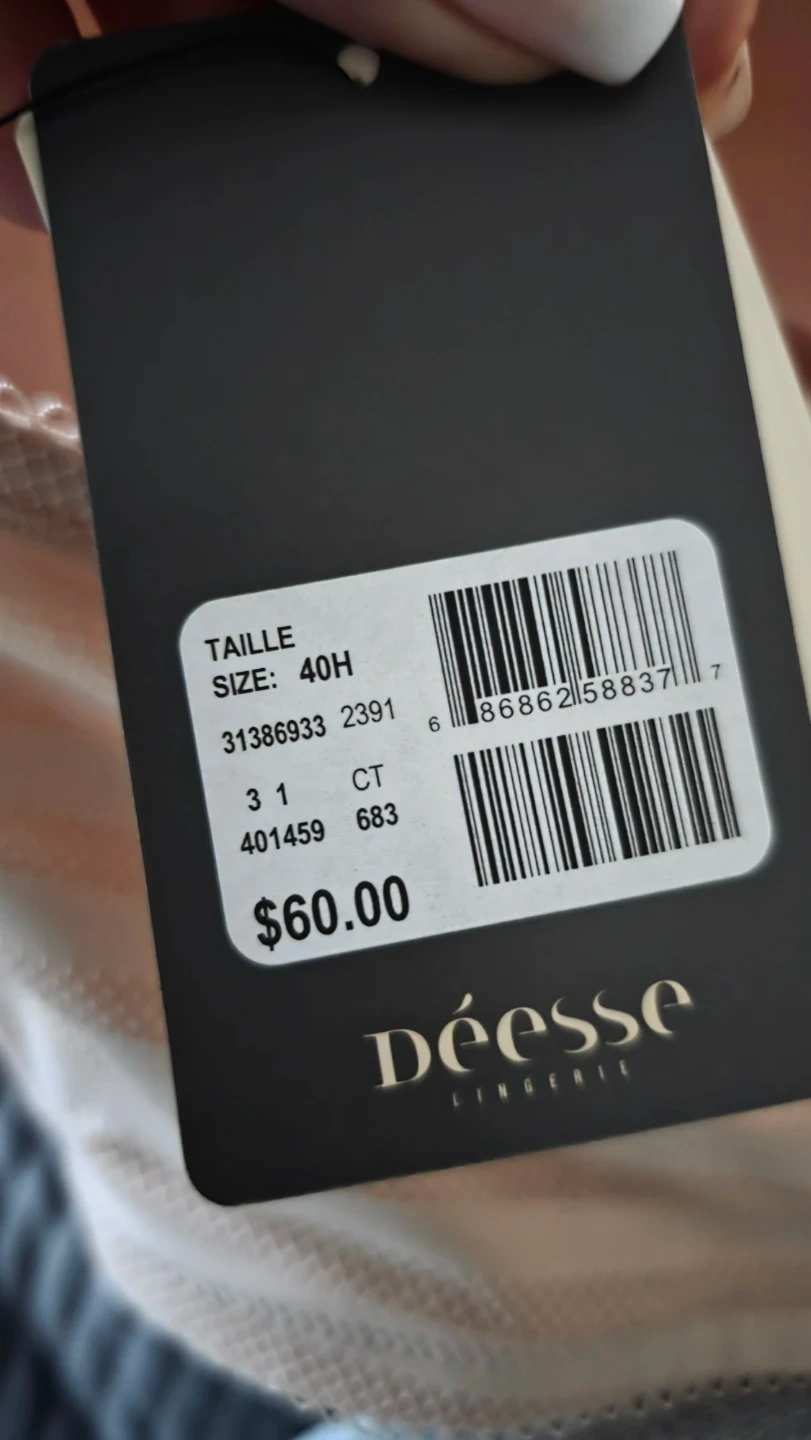 TAILLE
SIZE: 40H
31386933 2391
3 1 CT
401459 683
$60.00
6 86862 58837 7
Déesse
LINGERIE